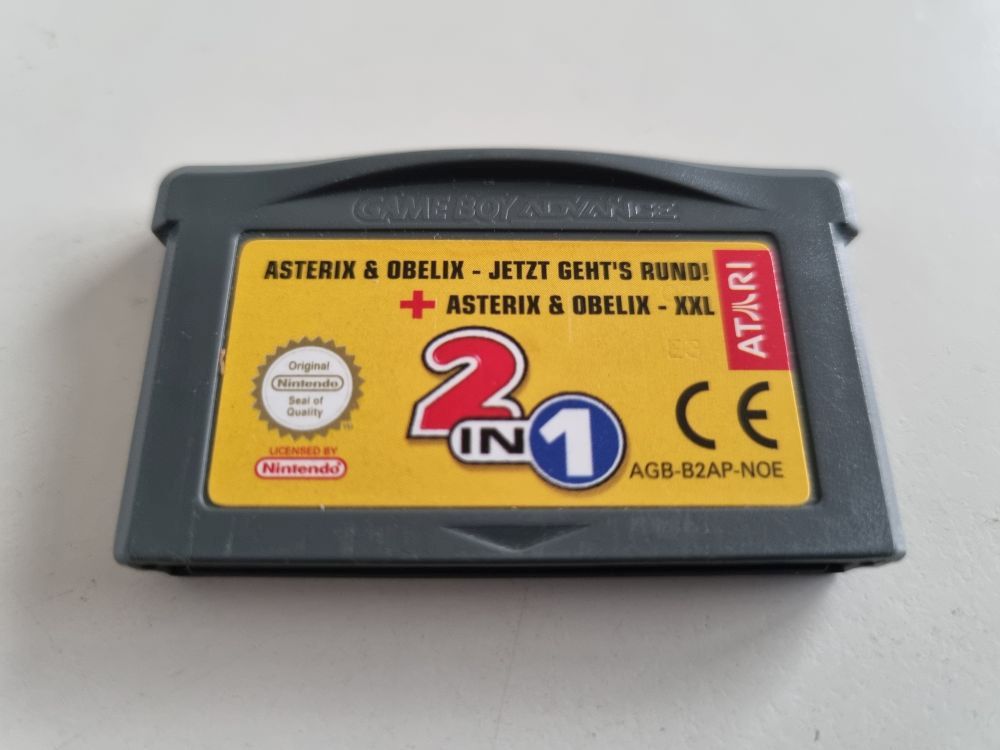 GAME BOY ADVANCE
ASTERIX & OBELIX - JETZT GEHT'S RUND!
+ ASTERIX & OBELIX - XXL
ATARI
2 IN 1
Original
Nintendo
Seal of
Quality
TM
LICENSED BY
Nintendo
CE
AGB-B2AP-NOE